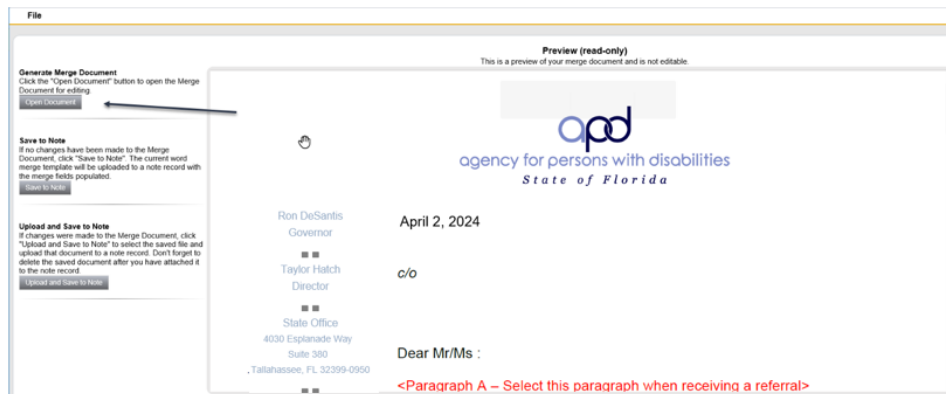 File
Preview (read-only)
This is a preview of your merge document and is not editable.
Generate Merge Document
Click the "Open Document" button to open the Merge
Document for editing.
Open Document
Save to Note
If no changes have been made to the Merge
Document, click "Save to Note". The current word
merge template will be uploaded to a note record with
the merge fields populated.
Save to Note
Upload and Save to Note
If changes were made to the Merge Document, click
"Upload and Save to Note" to select the saved file and
upload that document to a note record. Don't forget to
delete the saved document after you have attached it
to the note record.
Upload and Save to Note
apd
agency for persons with disabilities
State of Florida
Ron DeSantis
Governor
Taylor Hatch
Director
State Office
4030 Esplanade Way
Suite 380
Tallahassee, FL 32399-0950
April 2, 2024
c/o
Dear Mr/Ms :
<Paragraph A – Select this paragraph when receiving a referral>